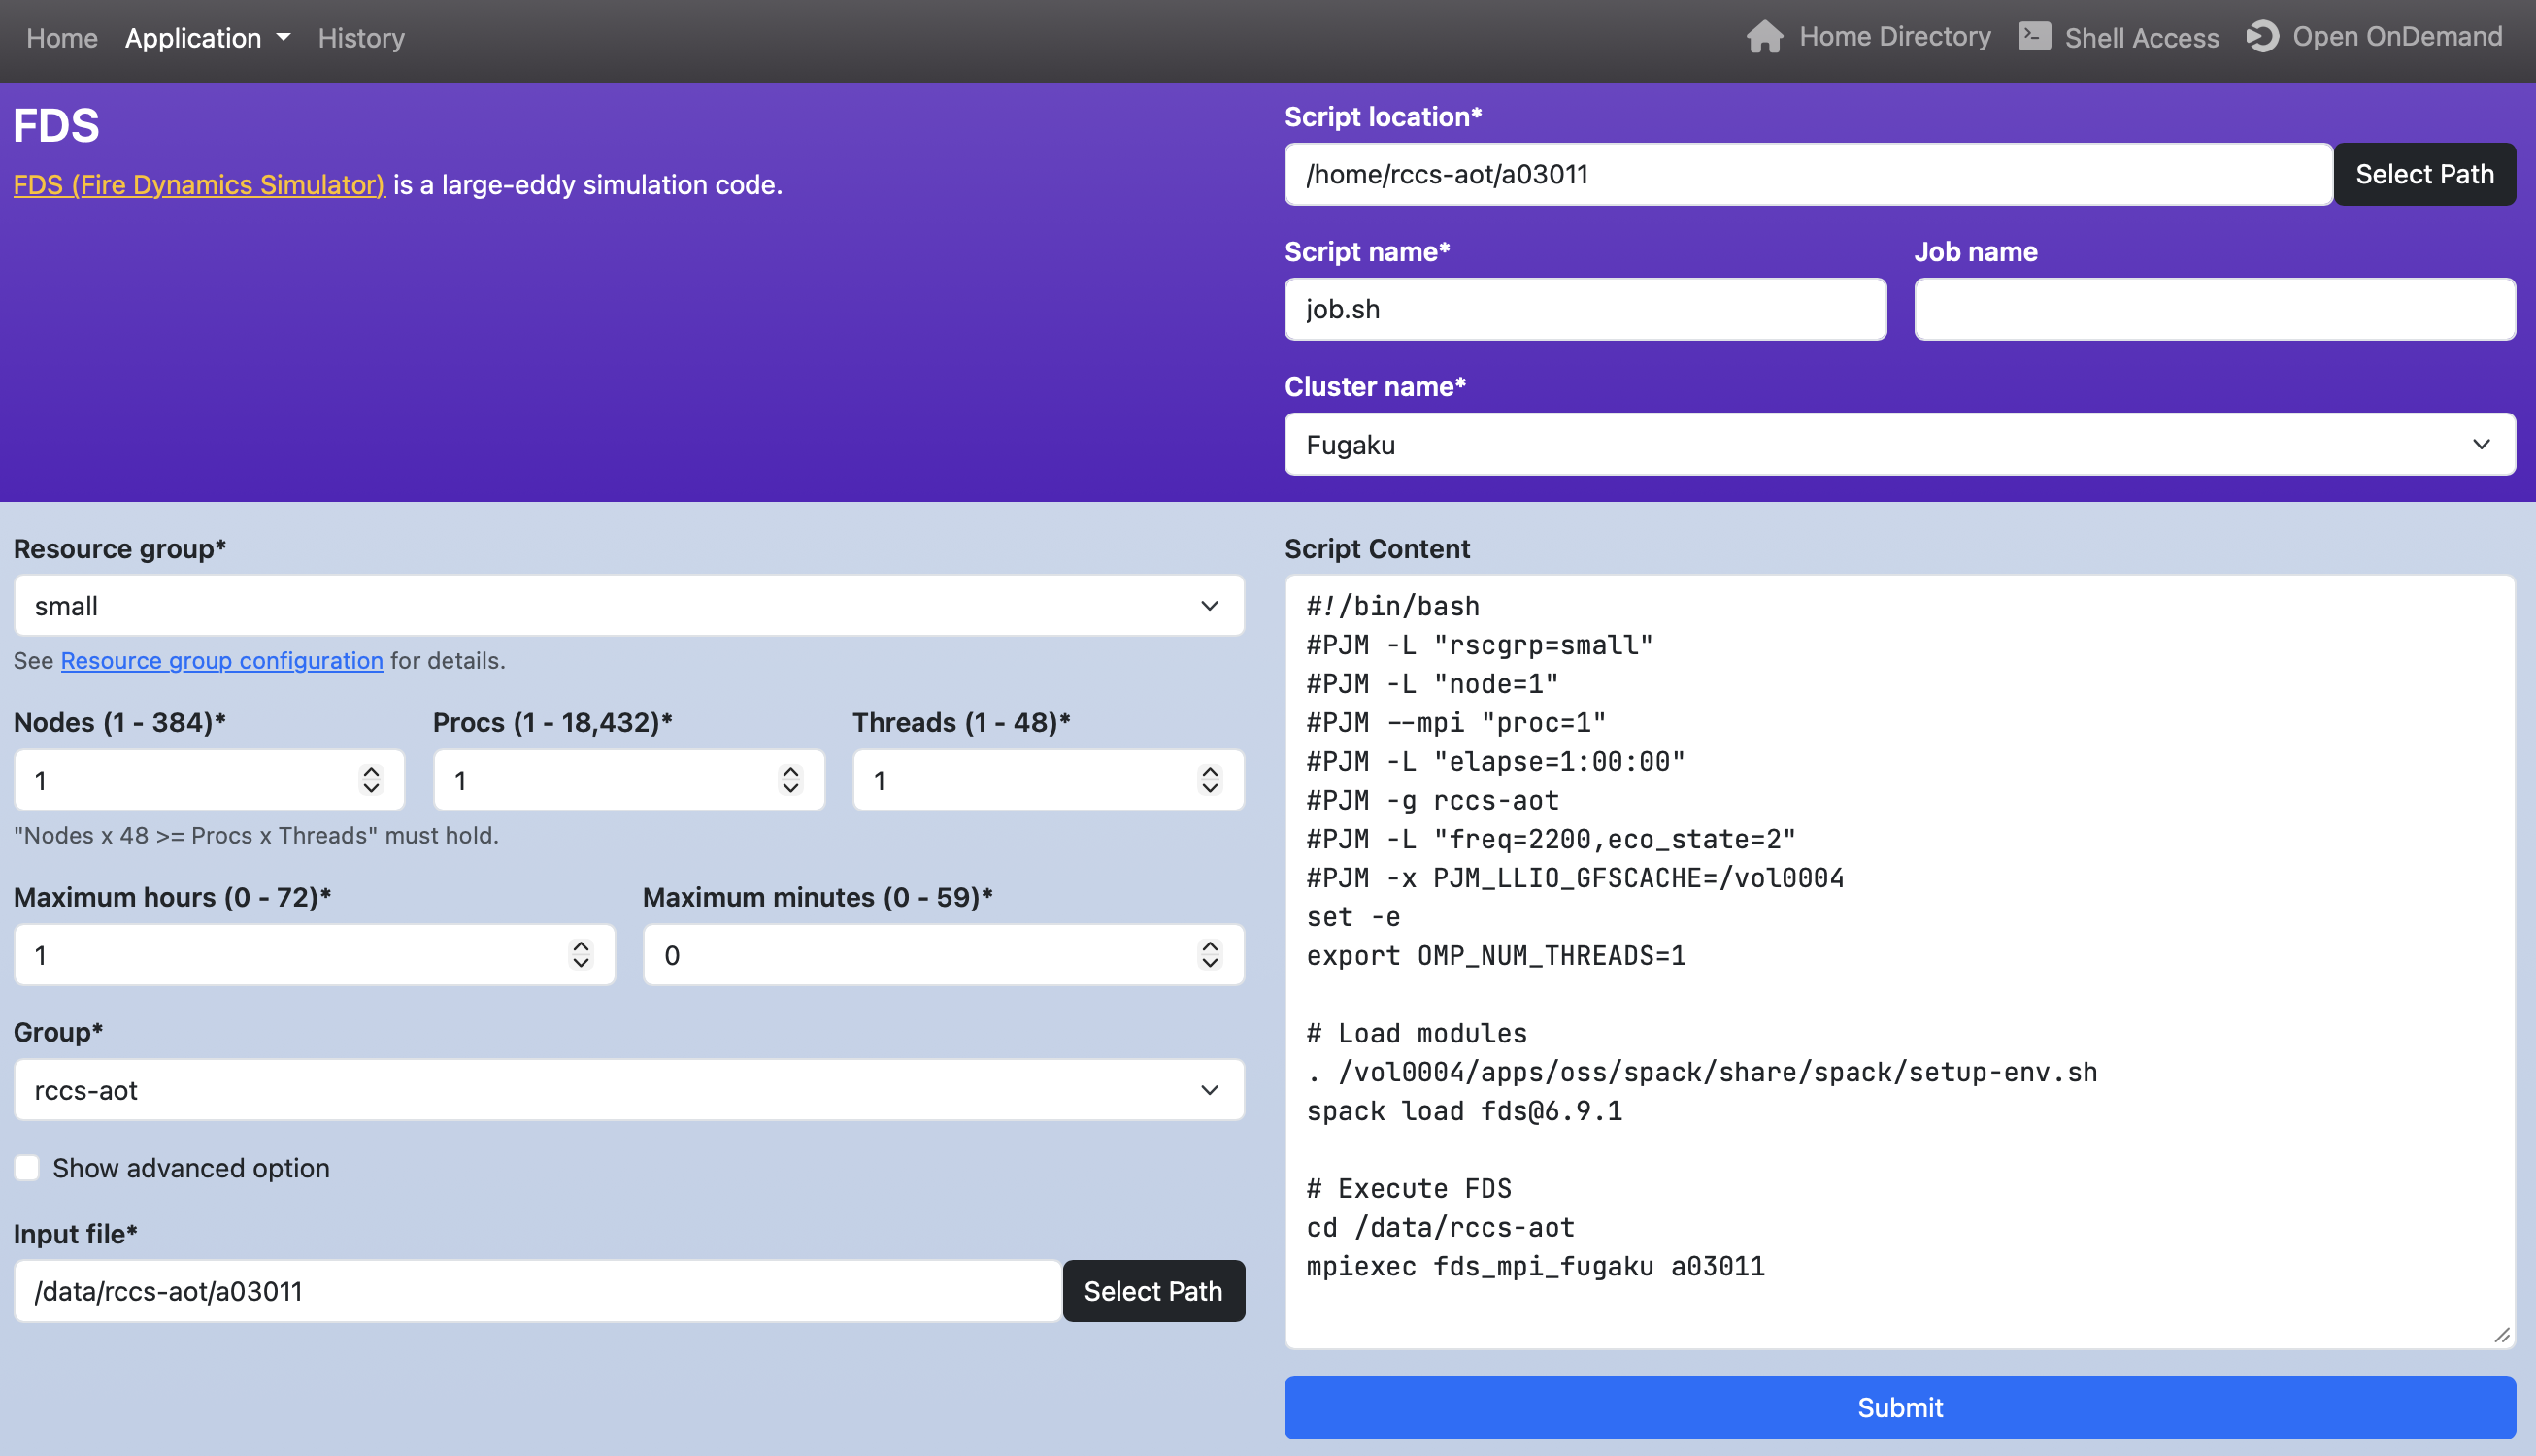 Home Application History Home Directory Shell Access Open OnDemand
FDS
FDS (Fire Dynamics Simulator) is a large-eddy simulation code.
Script location*
/home/rccs-aot/a03011 Select Path
Script name* Job name
job.sh
Cluster name*
Fugaku
Resource group*
small
See Resource group configuration for details.
Nodes (1 - 384)* Procs (1 - 18,432)* Threads (1 - 48)*
1 1 1
"Nodes x 48 >= Procs x Threads" must hold.
Maximum hours (0 - 72)* Maximum minutes (0 - 59)*
1 0
Group*
rccs-aot
Show advanced option
Input file*
/data/rccs-aot/a03011 Select Path
Script Content
#!/bin/bash
#PJM -L "rscgrp=small"
#PJM -L "node=1"
#PJM --mpi "proc=1"
#PJM -L "elapse=1:00:00"
#PJM -g rccs-aot
#PJM -L "freq=2200,eco_state=2"
#PJM -x PJM_LLIO_GFSCACHE=/vol0004
set -e
export OMP_NUM_THREADS=1
# Load modules
. /vol0004/apps/oss/spack/share/spack/setup-env.sh
spack load fds@6.9.1
# Execute FDS
cd /data/rccs-aot
mpiexec fds_mpi_fugaku a03011
Submit